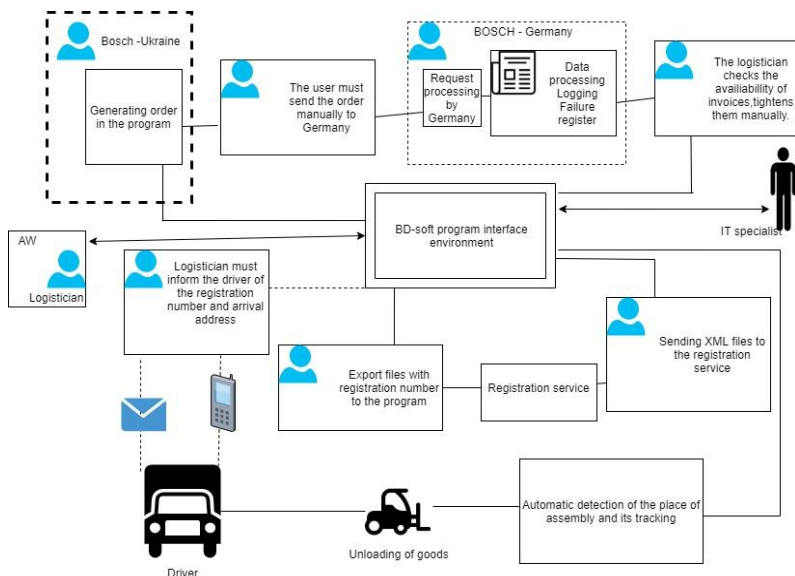 Bosch -Ukraine
BOSCH - Germany
Generating order
in the program
The user must
send the order
manually to
Germany
Request
processing
by
Germany
Data
processing
Logging
Failure
register
The logistician
checks the
availiability of
invoices,tightens
them manually.
BD-soft program interface
environment
IT specialist
AW
Logistician
Logistician must
inform the driver of
the registration
number and arrival
address
Export files with
registration number
to the program
Registration service
Sending XML files to
the registration
service
Automatic detection of the place of
assembly and its tracking
Unloading of goods
Driver